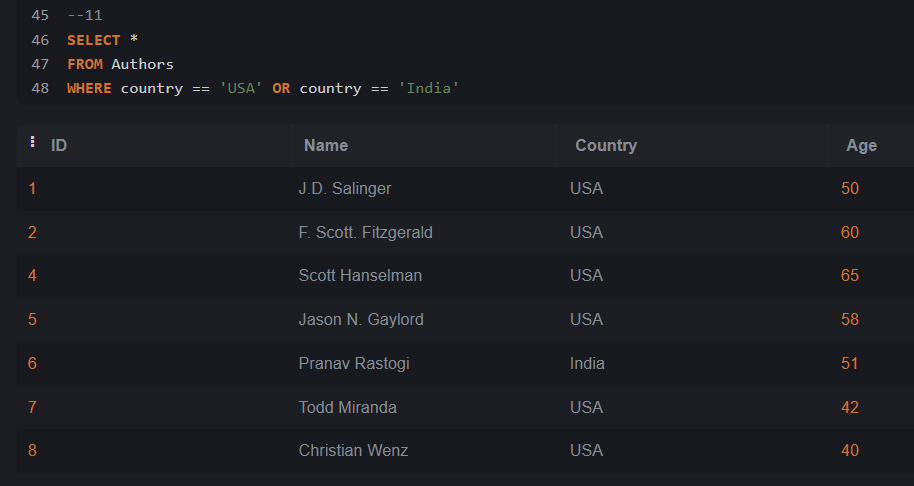 45 --11
46 SELECT *
47 FROM Authors
48 WHERE country == 'USA' OR country == 'India'
ID Name Country Age
1 J.D. Salinger USA 50
2 F. Scott. Fitzgerald USA 60
4 Scott Hanselman USA 65
5 Jason N. Gaylord USA 58
6 Pranav Rastogi India 51
7 Todd Miranda USA 42
8 Christian Wenz USA 40